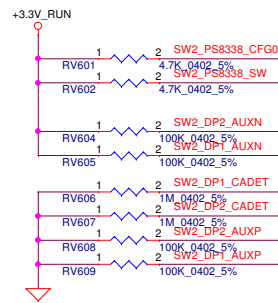 +3.3V_RUN
1 2 SW2_PS8338_CFG0
RV601 4.7K_0402_5%
1 2 SW2_PS8338_SW
RV602 4.7K_0402_5%
1 2 SW2_DP2_AUXN
RV604 100K_0402_5%
1 2 SW2_DP1_AUXN
RV605 100K_0402_5%
1 2 SW2_DP1_CADET
RV606 1M_0402_5%
1 2 SW2_DP2_CADET
RV607 1M_0402_5%
1 2 SW2_DP2_AUXP
RV608 100K_0402_5%
1 2 SW2_DP1_AUXP
RV609 100K_0402_5%